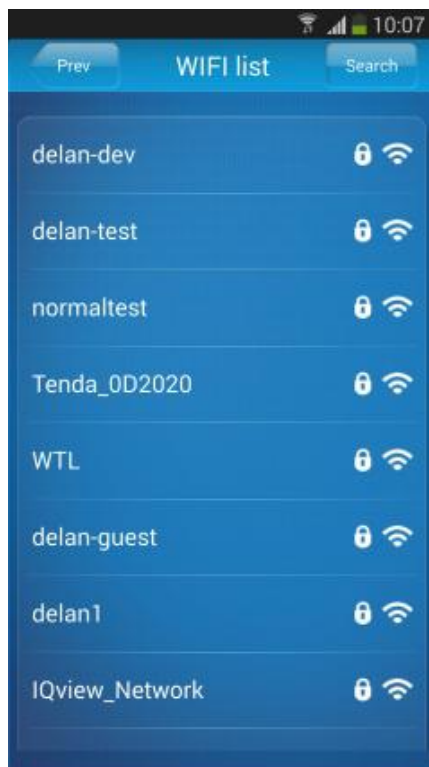 10:07
Prev WIFI list Search
delan-dev
delan-test
normaltest
Tenda_0D2020
WTL
delan-guest
delan1
IQview_Network